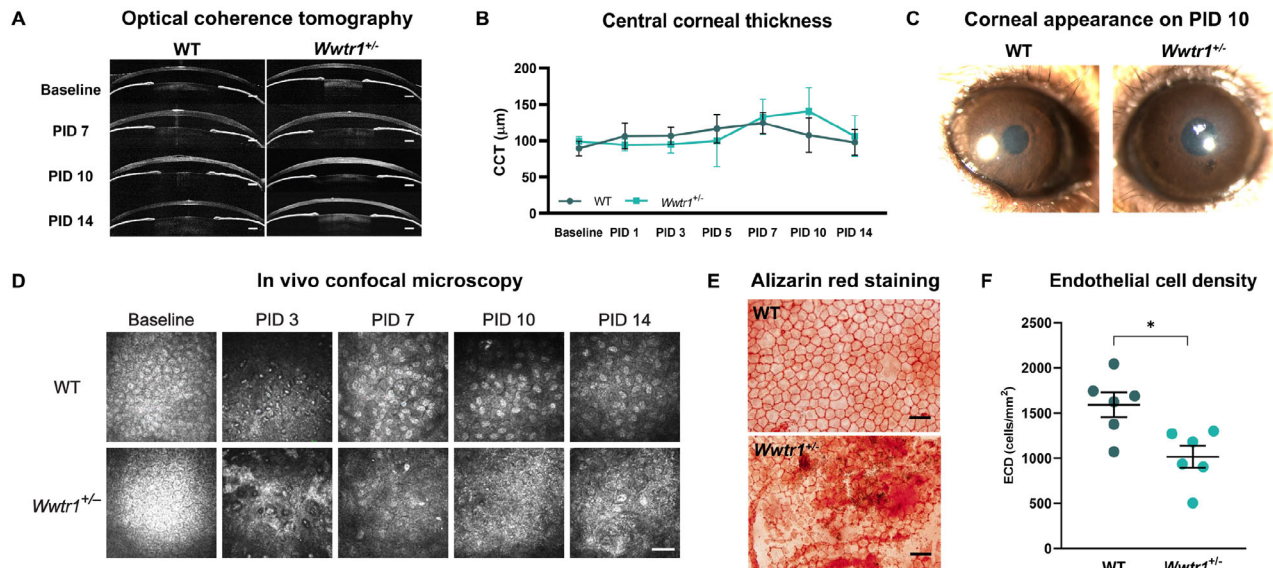 A
Optical coherence tomography
WT
Wwtr1+/-
Baseline
PID 7
PID 10
PID 14
B
Central corneal thickness
CCT (µm)
200
150
100
50
0
WT
Wwtr1+/-
Baseline PID 1 PID 3 PID 5 PID 7 PID 10 PID 14
C
Corneal appearance on PID 10
WT
Wwtr1+/-
D
In vivo confocal microscopy
Baseline PID 3 PID 7 PID 10 PID 14
WT
Wwtr1+/–
E
Alizarin red staining
WT
Wwtr1+/-
F
Endothelial cell density
ECD (cells/mm2)
2500
2000
1500
1000
500
0
*
WT Wwtr1+/-